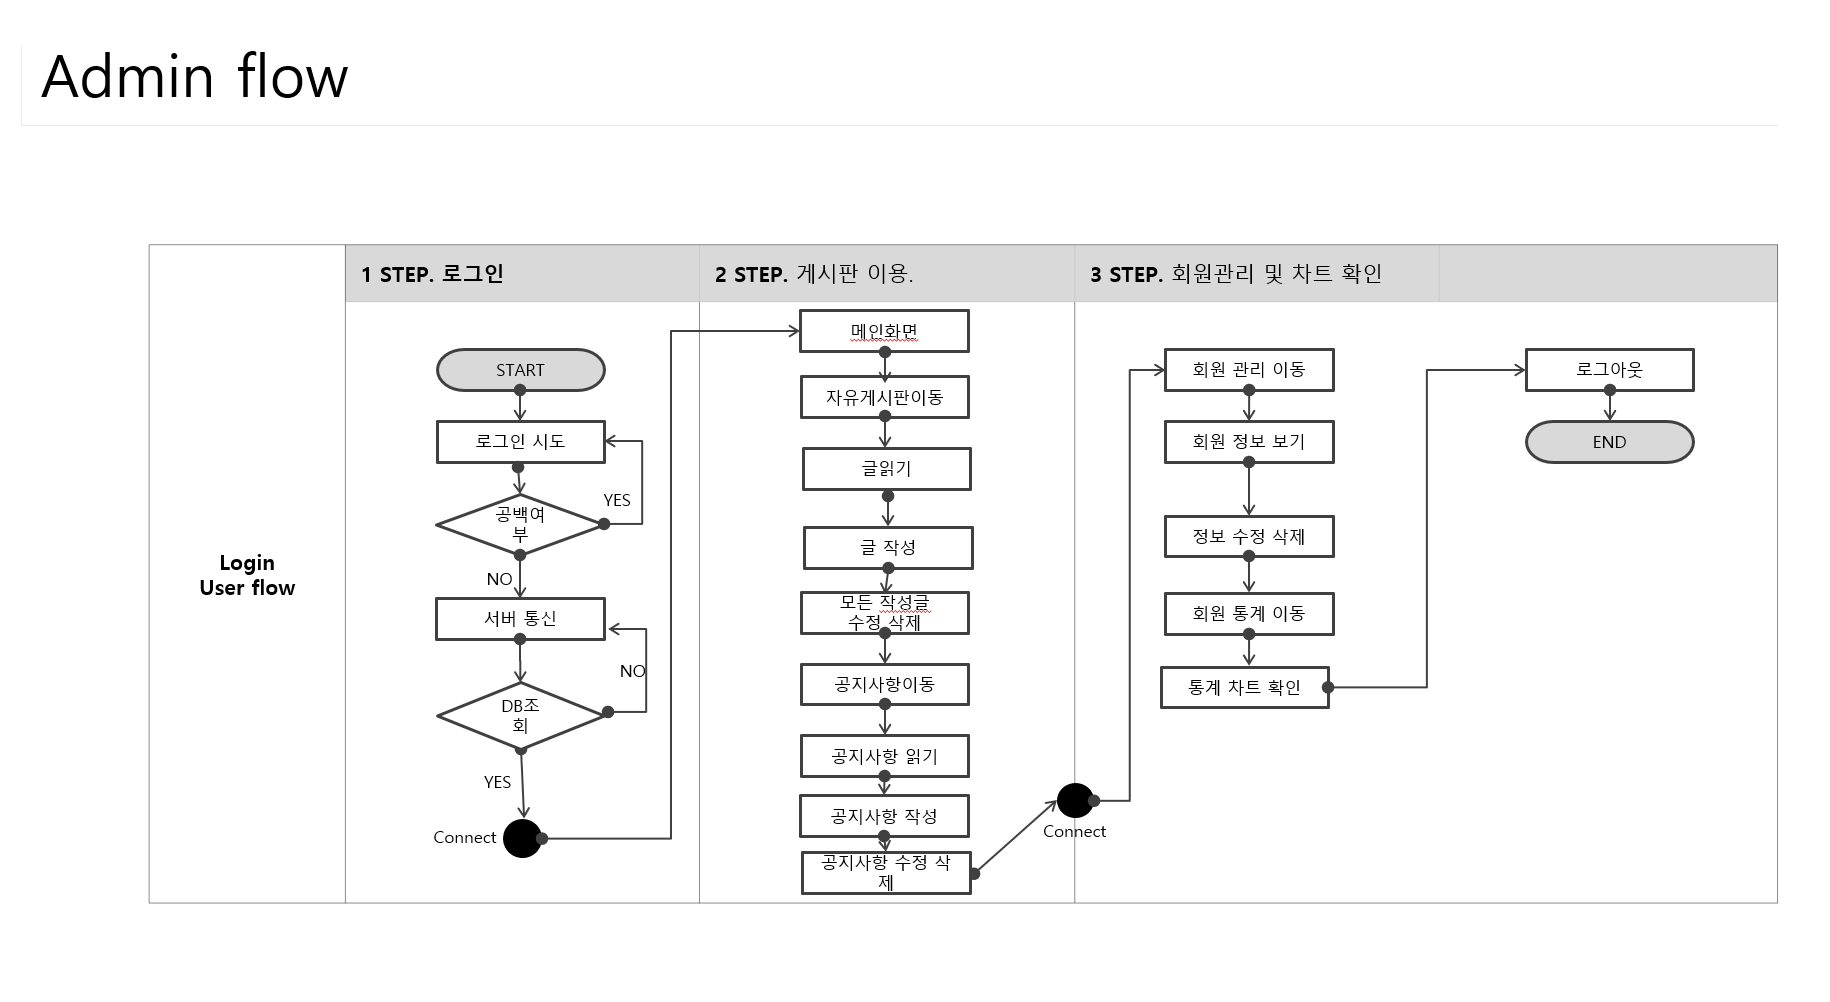 Admin flow
Login
User flow
1 STEP. 로그인
START
로그인 시도
YES
공백여
부
NO
서버 통신
NO
DB조
회
YES
Connect
2 STEP. 게시판 이용.
메인화면
자유게시판이동
글읽기
글 작성
모든 작성글
수정 삭제
공지사항이동
공지사항 읽기
공지사항 작성
공지사항 수정 삭
제
Connect
3 STEP. 회원관리 및 차트 확인
회원 관리 이동
회원 정보 보기
정보 수정 삭제
회원 통계 이동
통계 차트 확인
로그아웃
END